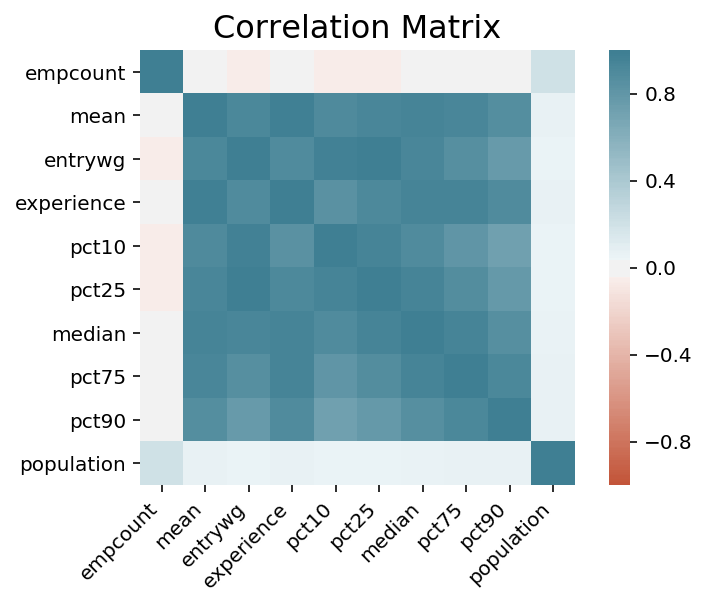 Correlation Matrix
empcount
mean
entrywg
experience
pct10
pct25
median
pct75
pct90
population
empcount
mean
entrywg
experience
pct10
pct25
median
pct75
pct90
population
0.8
0.4
0.0
−0.4
−0.8